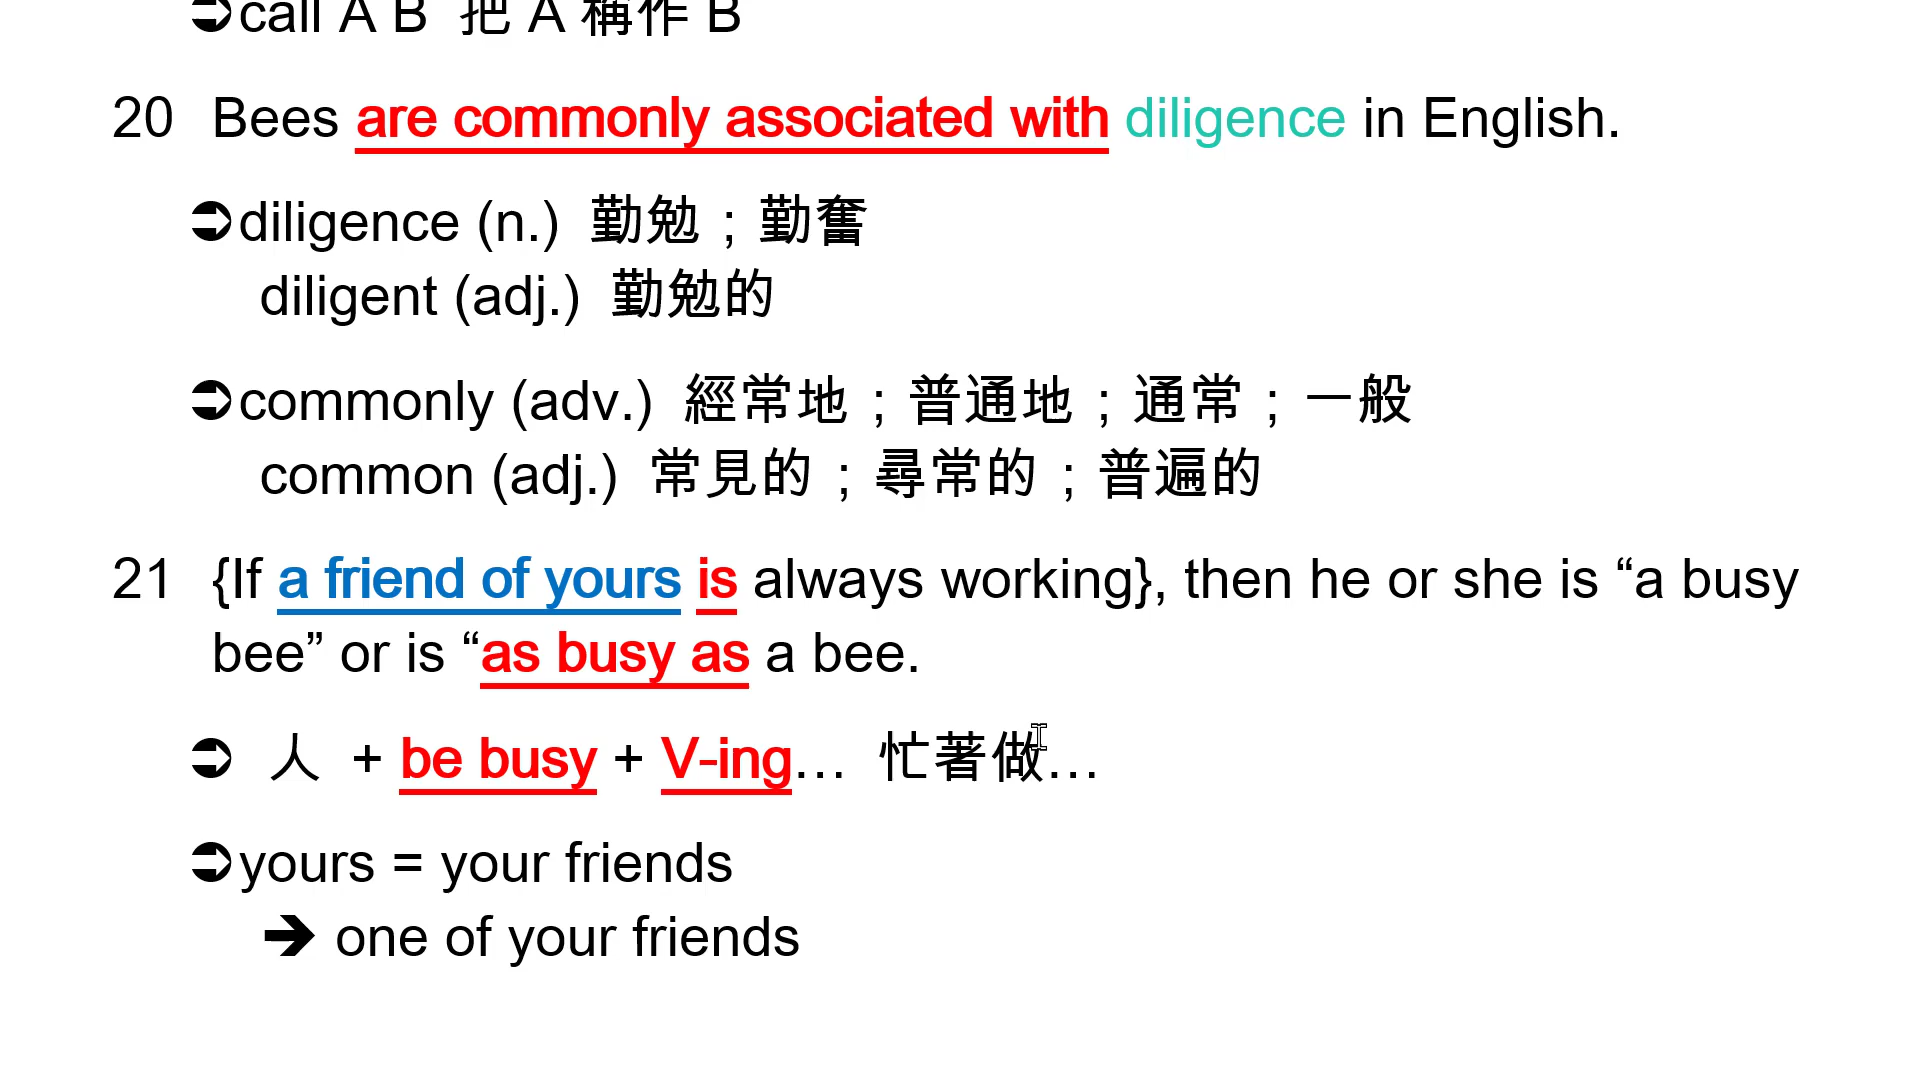 ➲call A B 把 A 稱作 B
20 Bees are commonly associated with diligence in English.
➲diligence (n.) 勤勉；勤奮
diligent (adj.) 勤勉的
➲commonly (adv.) 經常地；普通地；通常；一般
common (adj.) 常見的；尋常的；普遍的
21 {If a friend of yours is always working}, then he or she is “a busy
bee” or is “as busy as a bee.
➲ 人 + be busy + V-ing… 忙著做…
➲yours = your friends
➔ one of your friends